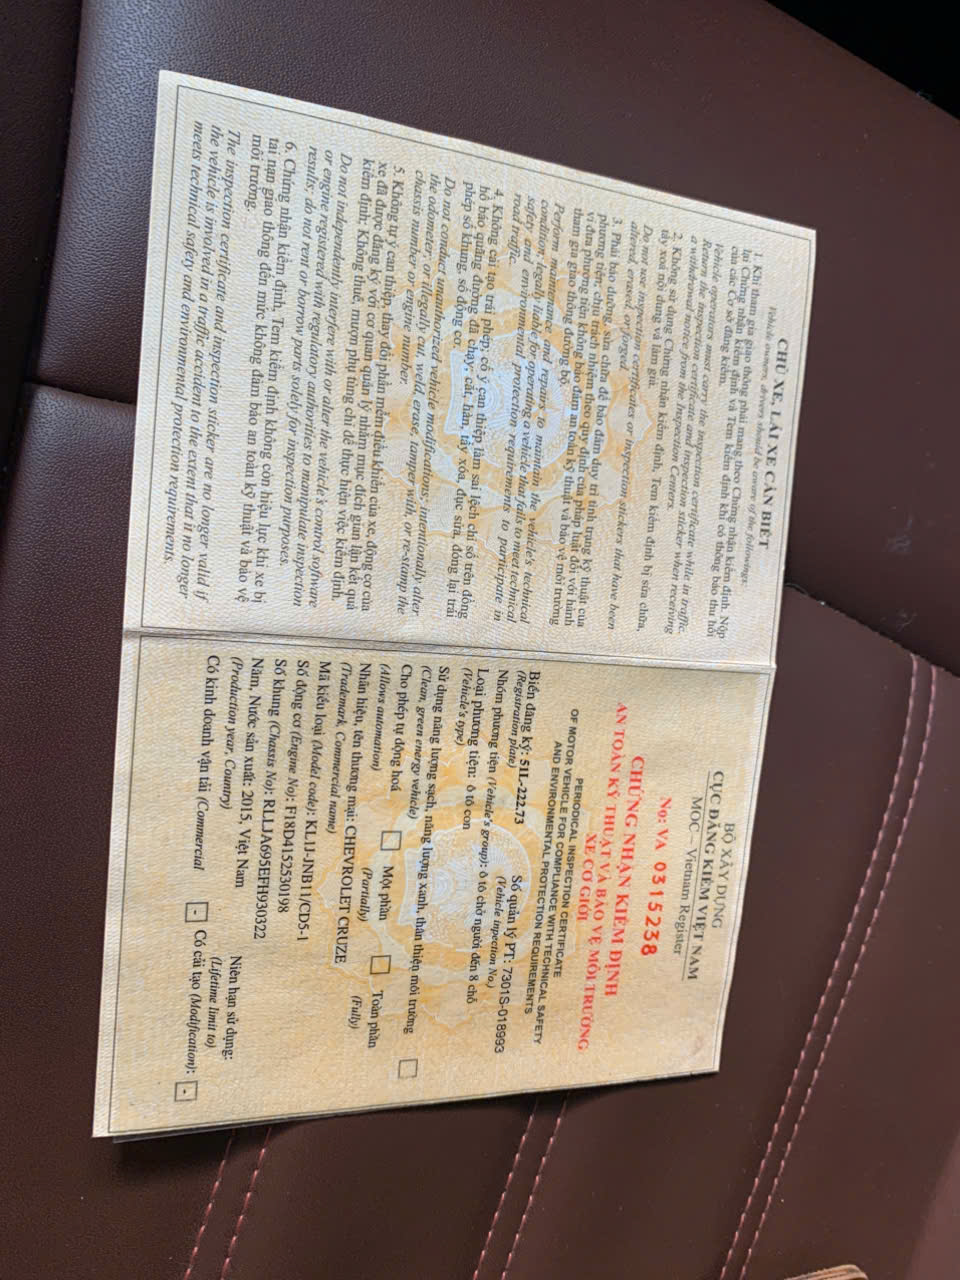 CHỦ XE, LÁI XE CẦN BIẾT
Vehicle owners, drivers should be aware of the followings:
1. Khi tham gia giao thông phải mang theo Chứng nhận kiểm định. Nộp
lại Chứng nhận kiểm định và Tem kiểm định khi có thông báo thu hồi
của các Cơ sở đăng kiểm.
Vehicle operators must carry the inspection certificate while in traffic.
Return the inspection certificate and inspection sticker when receiving
a withdrawal notice from the Inspection Centers.
2. Không sử dụng Chứng nhận kiểm định, Tem kiểm định bị sửa chữa,
tẩy xoá nội dung và làm giả.
Do not use inspection certificates or inspection stickers that have been
altered, erased, or forged.
3. Phải bảo dưỡng, sửa chữa để bảo đảm duy trì tình trạng kỹ thuật của
phương tiện; chịu trách nhiệm theo quy định của pháp luật đối với hành
vi đưa phương tiện không bảo đảm an toàn kỹ thuật và bảo vệ môi trường
tham gia giao thông đường bộ.
Perform maintenance and repairs to maintain the vehicle's technical
condition; legally liable for operating a vehicle that fails to meet technical
safety and environmental protection requirements to participate in
road traffic.
4. Không cải tạo trái phép; cố ý can thiệp làm sai lệch chỉ số trên đồng
hồ báo quãng đường đã chạy; cắt, hàn, tẩy xóa, đục sửa, đóng lại trái
phép số khung, số động cơ.
Do not conduct unauthorized vehicle modifications; intentionally alter
the odometer; or illegally cut, weld, erase, tamper with, or re-stamp the
chassis number or engine number.
5. Không tự ý can thiệp, thay đổi phần mềm điều khiển của xe, động cơ của
xe đã được đăng ký với cơ quan quản lý nhằm mục đích gian lận kết quả
kiểm định; Không thuê, mượn phụ tùng chỉ để thực hiện việc kiểm định.
Do not independently interfere with or alter the vehicle's control software
or engine registered with regulatory authorities to manipulate inspection
results; do not rent or borrow parts solely for inspection purposes.
6. Chứng nhận kiểm định, Tem kiểm định không còn hiệu lực khi xe bị
tai nạn giao thông đến mức không đảm bảo an toàn kỹ thuật và bảo vệ
môi trường.
The inspection certificate and inspection sticker are no longer valid if
the vehicle is involved in a traffic accident to the extent that it no longer
meets technical safety and environmental protection requirements.
BỘ XÂY DỰNG
CỤC ĐĂNG KIỂM VIỆT NAM
MOC - Vietnam Register
No: VA 0315238
CHỨNG NHẬN KIỂM ĐỊNH
AN TOÀN KỸ THUẬT VÀ BẢO VỆ MÔI TRƯỜNG
XE CƠ GIỚI
PERIODICAL INSPECTION CERTIFICATE
OF MOTOR VEHICLE FOR COMPLIANCE WITH TECHNICAL SAFETY
AND ENVIRONMENTAL PROTECTION REQUIREMENTS
Biển đăng ký: 51L-222.73 Số quản lý PT: 7301S-018993
(Registration plate) (Vehicle inpection No.)
Nhóm phương tiện (Vehicle's group): ô tô chở người đến 8 chỗ
Loại phương tiện: ô tô con
(Vehicle's type)
Sử dụng năng lượng sạch, năng lượng xanh, thân thiện môi trường
(Clean, green energy vehicle)
Cho phép tự động hoá Một phần Toàn phần
(Allows automation) (Partially) (Fully)
Nhãn hiệu, tên thương mại: CHEVROLET CRUZE
(Trademark, Commercial name)
Mã kiểu loại (Model code): KL1J-JNB11/CD5-1
Số động cơ (Engine No): F18D4152530198
Số khung (Chassis No): RLLJA695EFH930322
Năm, Nước sản xuất: 2015, Việt Nam Niên hạn sử dụng:
(Production year, Country) (Lifetime limit to)
Có kinh doanh vận tải (Commercial - Có cải tạo (Modification): -